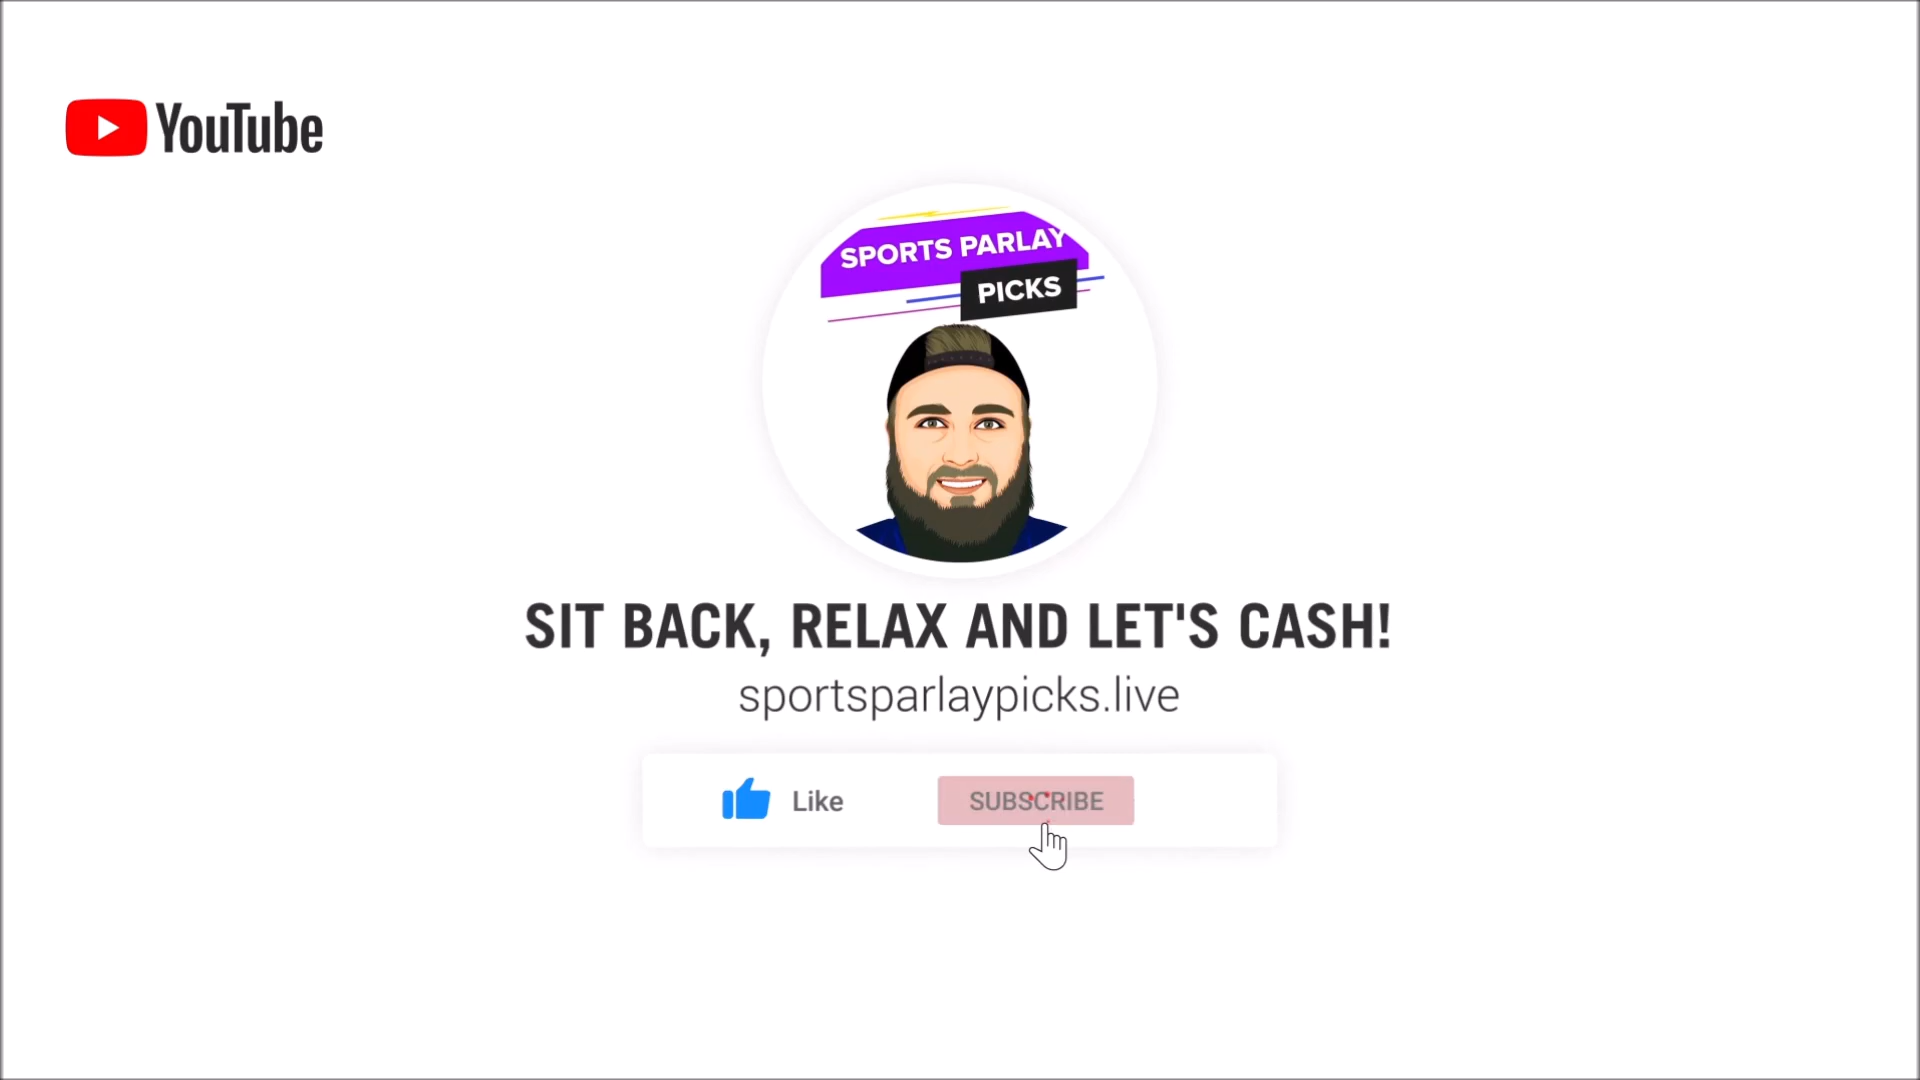 YouTube
SPORTS PARLAY
PICKS
SIT BACK, RELAX AND LET'S CASH!
sportsparlaypicks.live
Like
SUBSCRIBE